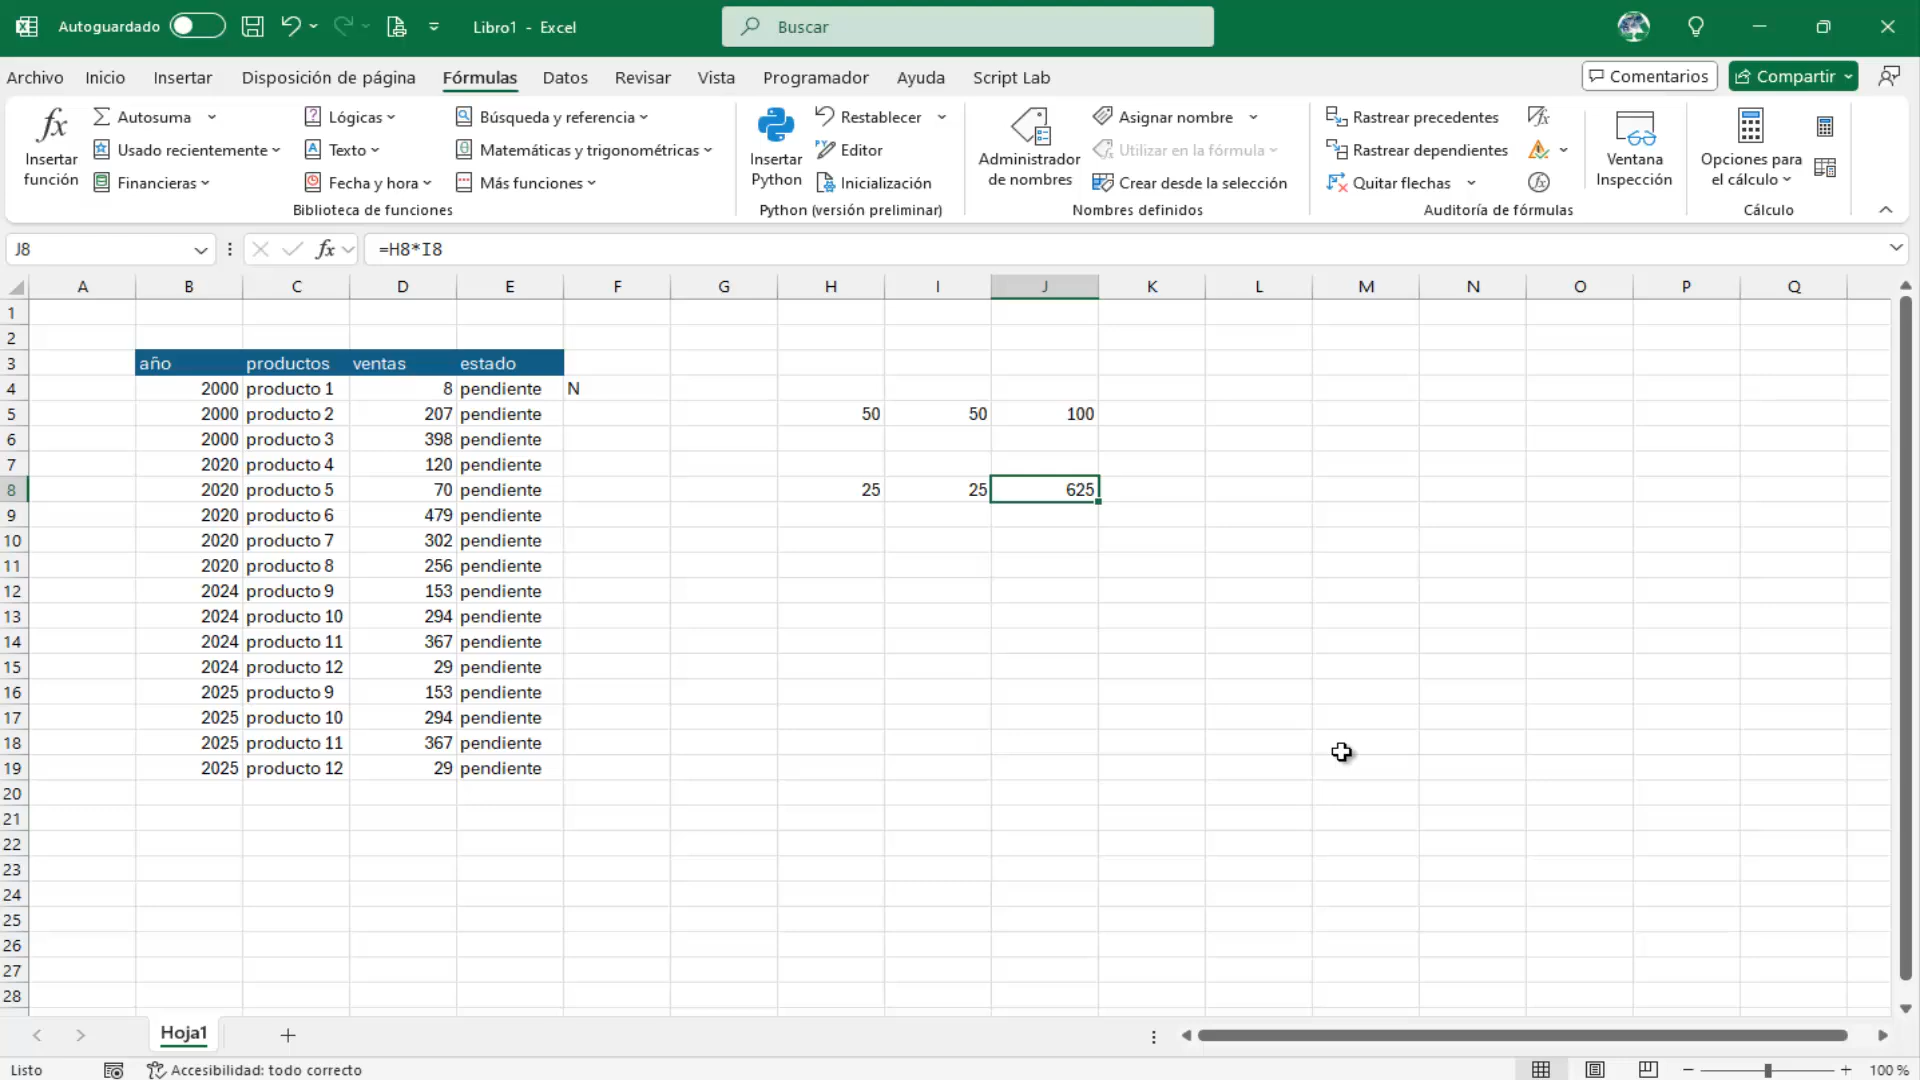 Autoguardado Libro1 - Excel Buscar
Archivo Inicio Insertar Disposición de página Fórmulas Datos Revisar Vista Programador Ayuda Script Lab Comentarios Compartir
Insertar función
Autosuma
Usado recientemente
Financieras
Lógicas
Texto
Fecha y hora
Búsqueda y referencia
Matemáticas y trigonométricas
Más funciones
Biblioteca de funciones
Insertar Python
Restablecer
Editor
Inicialización
Python (versión preliminar)
Administrador de nombres
Asignar nombre
Utilizar en la fórmula
Crear desde la selección
Nombres definidos
Rastrear precedentes
Rastrear dependientes
Quitar flechas
Auditoría de fórmulas
Ventana Inspección
Opciones para el cálculo
Cálculo
J8 fx =H8*I8
A B C D E F G H I J K L M N O P Q
1
2
3 año productos ventas estado
4 2000 producto 1 8 pendiente N
5 2000 producto 2 207 pendiente 50 50 100
6 2000 producto 3 398 pendiente
7 2020 producto 4 120 pendiente
8 2020 producto 5 70 pendiente 25 25 625
9 2020 producto 6 479 pendiente
10 2020 producto 7 302 pendiente
11 2020 producto 8 256 pendiente
12 2024 producto 9 153 pendiente
13 2024 producto 10 294 pendiente
14 2024 producto 11 367 pendiente
15 2024 producto 12 29 pendiente
16 2025 producto 9 153 pendiente
17 2025 producto 10 294 pendiente
18 2025 producto 11 367 pendiente
19 2025 producto 12 29 pendiente
20
21
22
23
24
25
26
27
28
Hoja1
Listo Accesibilidad: todo correcto 100 %